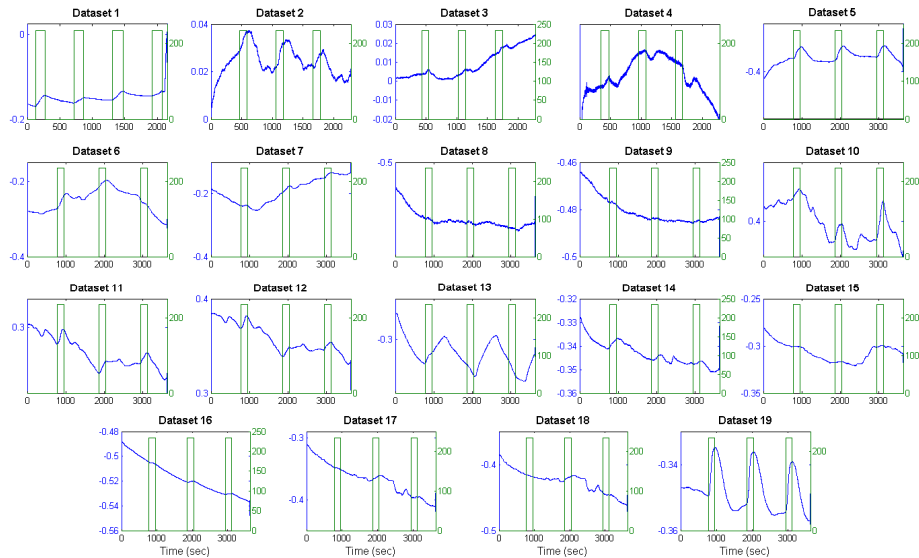 Dataset 1
Dataset 2
Dataset 3
Dataset 4
Dataset 5
0
-0.2
200
0
0 500 1000 1500 2000
0.04
0.02
0
200
100
0
0 500 1000 1500 2000
0.03
0.02
0.01
0
-0.01
-0.02
250
200
150
100
50
0
0 500 1000 1500 2000
200
0
0 500 1000 1500 2000
-0.4
200
0
0 1000 2000 3000
Dataset 6
Dataset 7
Dataset 8
Dataset 9
Dataset 10
-0.2
-0.4
200
0
0 1000 2000 3000
-0.2
-0.4
200
0
0 1000 2000 3000
-0.5
-0.6
200
100
0
0 1000 2000 3000
-0.46
-0.48
-0.5
250
200
150
100
50
0
0 1000 2000 3000
0.4
200
0
0 1000 2000 3000
Dataset 11
Dataset 12
Dataset 13
Dataset 14
Dataset 15
0.3
200
0
0 1000 2000 3000
0.4
0.3
200
0
0 1000 2000 3000
-0.3
200
100
0
0 1000 2000 3000
-0.32
-0.33
-0.34
-0.35
-0.36
250
200
150
100
50
0
0 1000 2000 3000
-0.25
-0.3
-0.35
200
100
0
0 1000 2000 3000
Dataset 16
Dataset 17
Dataset 18
Dataset 19
-0.48
-0.5
-0.52
-0.54
-0.56
250
200
150
100
50
0
0 1000 2000 3000
Time (sec)
-0.3
-0.4
200
100
0
0 1000 2000 3000
Time (sec)
-0.4
-0.5
200
100
0
0 1000 2000 3000
Time (sec)
-0.34
-0.36
200
0
0 1000 2000 3000
Time (sec)